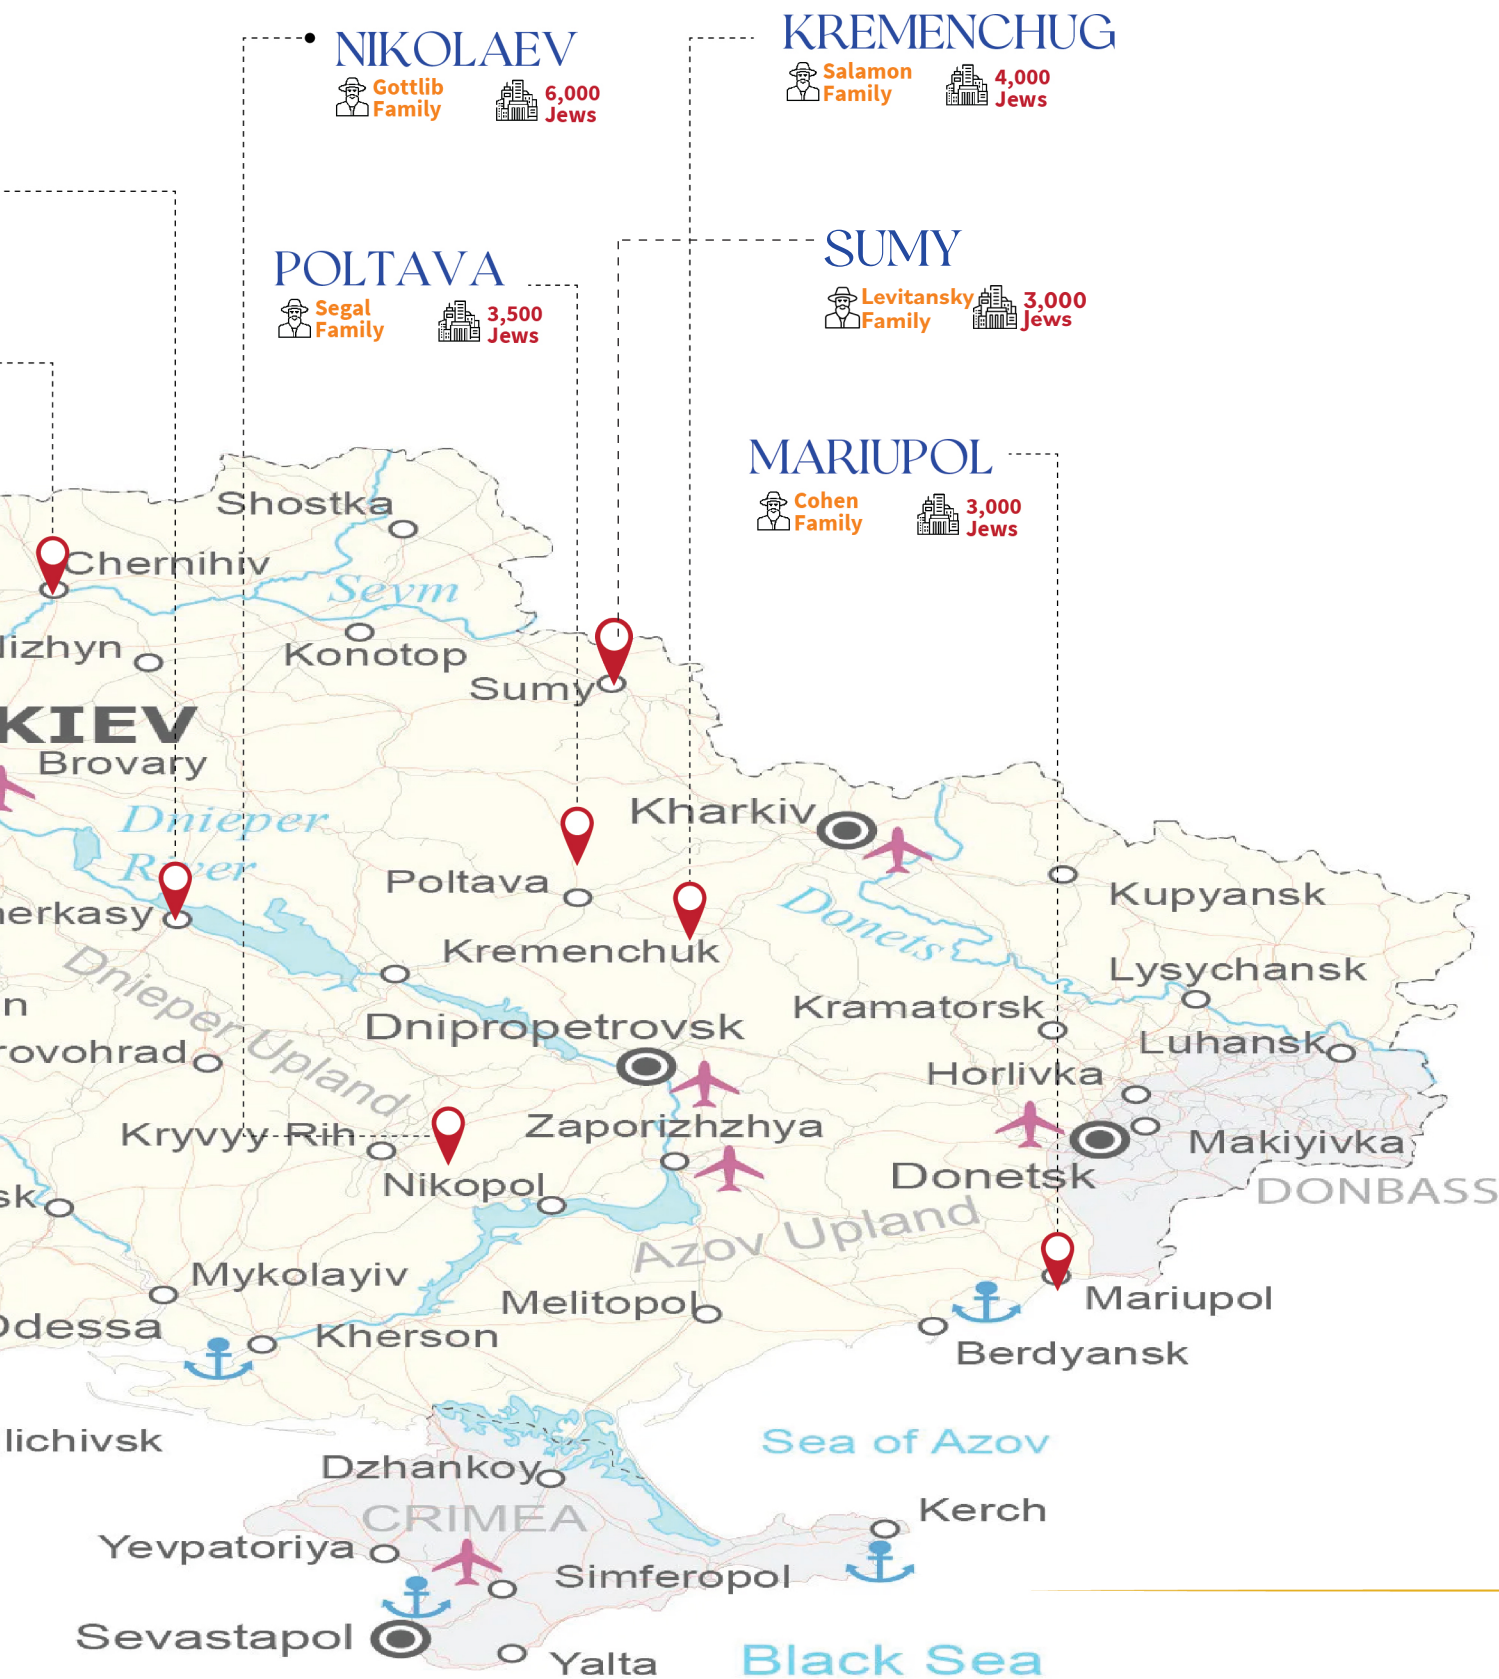 NIKOLAEV
Gottlib
Family
6,000
Jews
KREMENCHUG
Salamon
Family
4,000
Jews
POLTAVA
Segal
Family
3,500
Jews
SUMY
Levitansky
Family
3,000
Jews
MARIUPOL
Cohen
Family
3,000
Jews
Shostka
Chernihiv
Seym
lizhyn
Konotop
Sumy
KIEV
Brovary
Dnieper
River
Kharkiv
Poltava
Kupyansk
herkasy
Donets
Kremenchuk
Dnieper Upland
Lysychansk
n
Kramatorsk
Dnipropetrovsk
rovohrad
Luhansk
Horlivka
Kryvyy Rih
Zaporizhzhya
Makiyivka
Nikopol
Donetsk
DONBASS
sk
Azov Upland
Mykolayiv
Melitopol
Mariupol
Odessa
Kherson
Berdyansk
lichivsk
Sea of Azov
Dzhankoy
CRIMEA
Kerch
Yevpatoriya
Simferopol
Sevastapol
Yalta
Black Sea